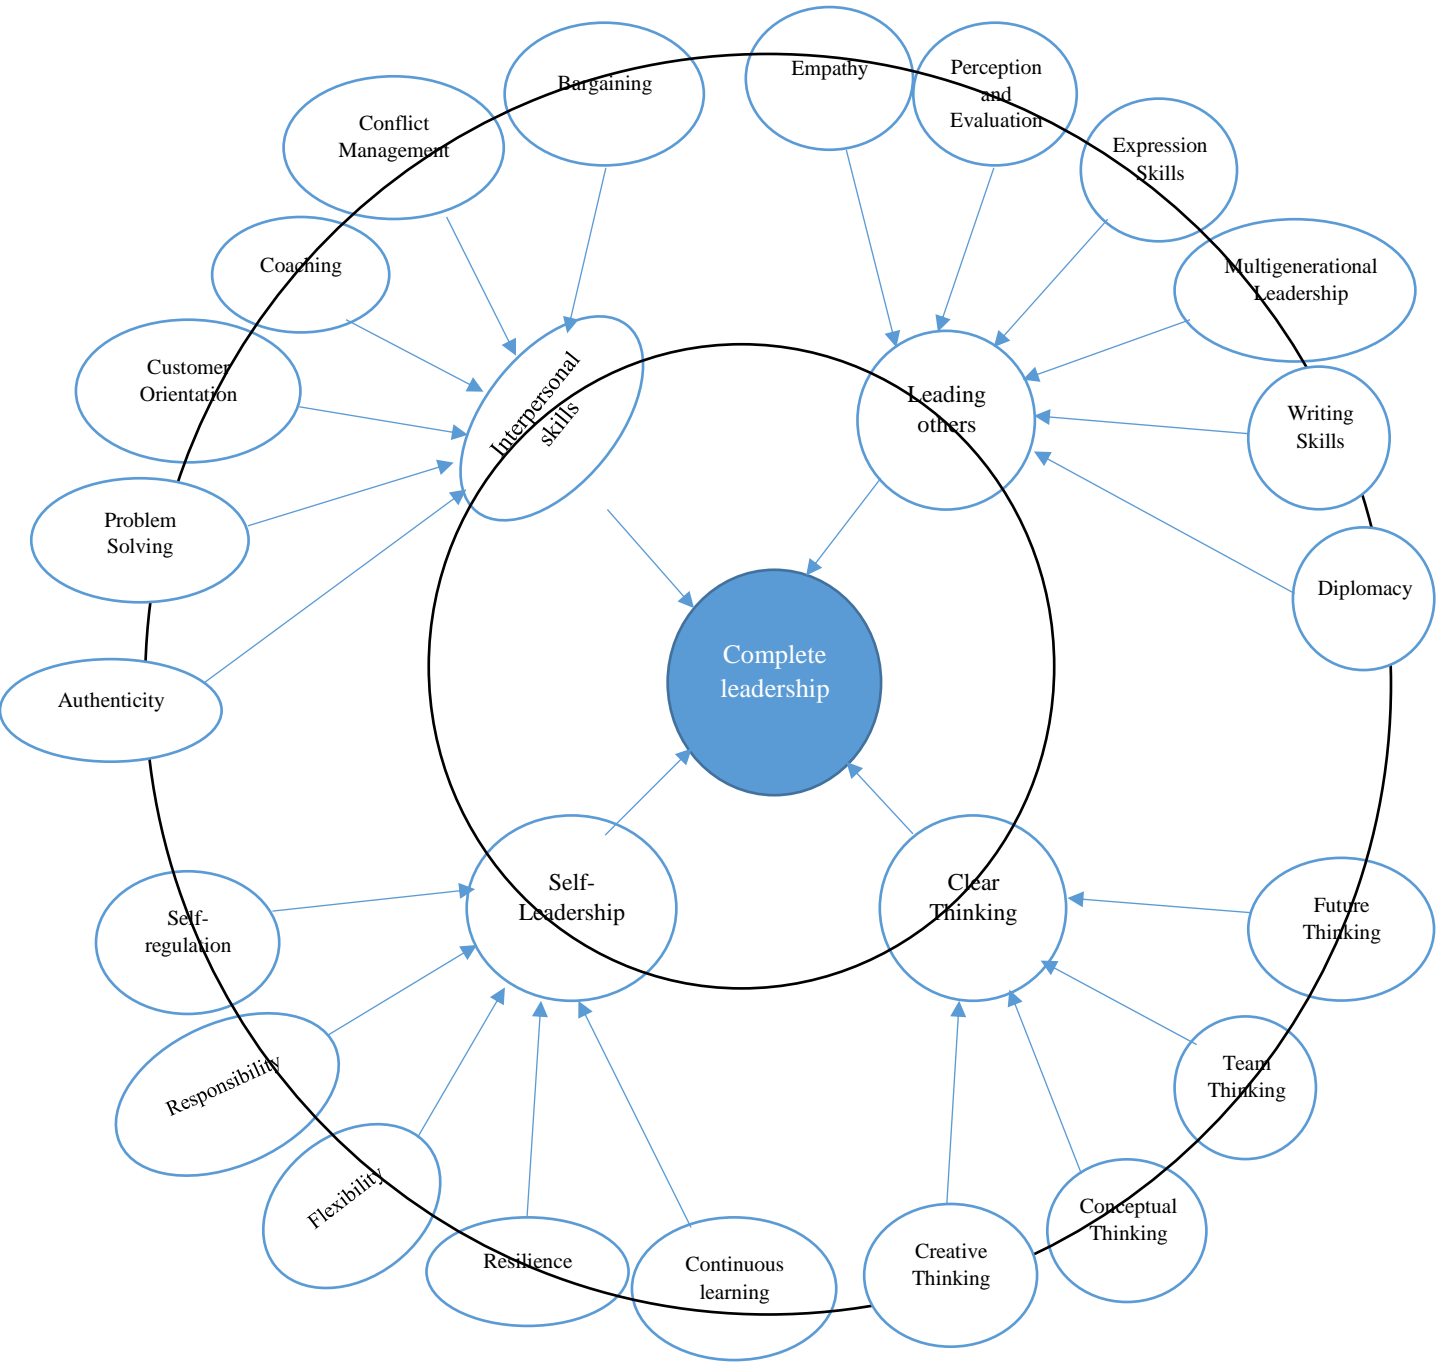 Empathy
Perception
and
Evaluation
Bargaining
Conflict
Management
Expression
Skills
Coaching
Multigenerational
Leadership
Customer
Orientation
Interpersonal
skills
Leading
others
Writing
Skills
Problem
Solving
Diplomacy
Complete
leadership
Authenticity
Self-
Leadership
Clear
Thinking
Self-
regulation
Future
Thinking
Responsibility
Team
Thinking
Flexibility
Conceptual
Thinking
Resilience
Continuous
learning
Creative
Thinking